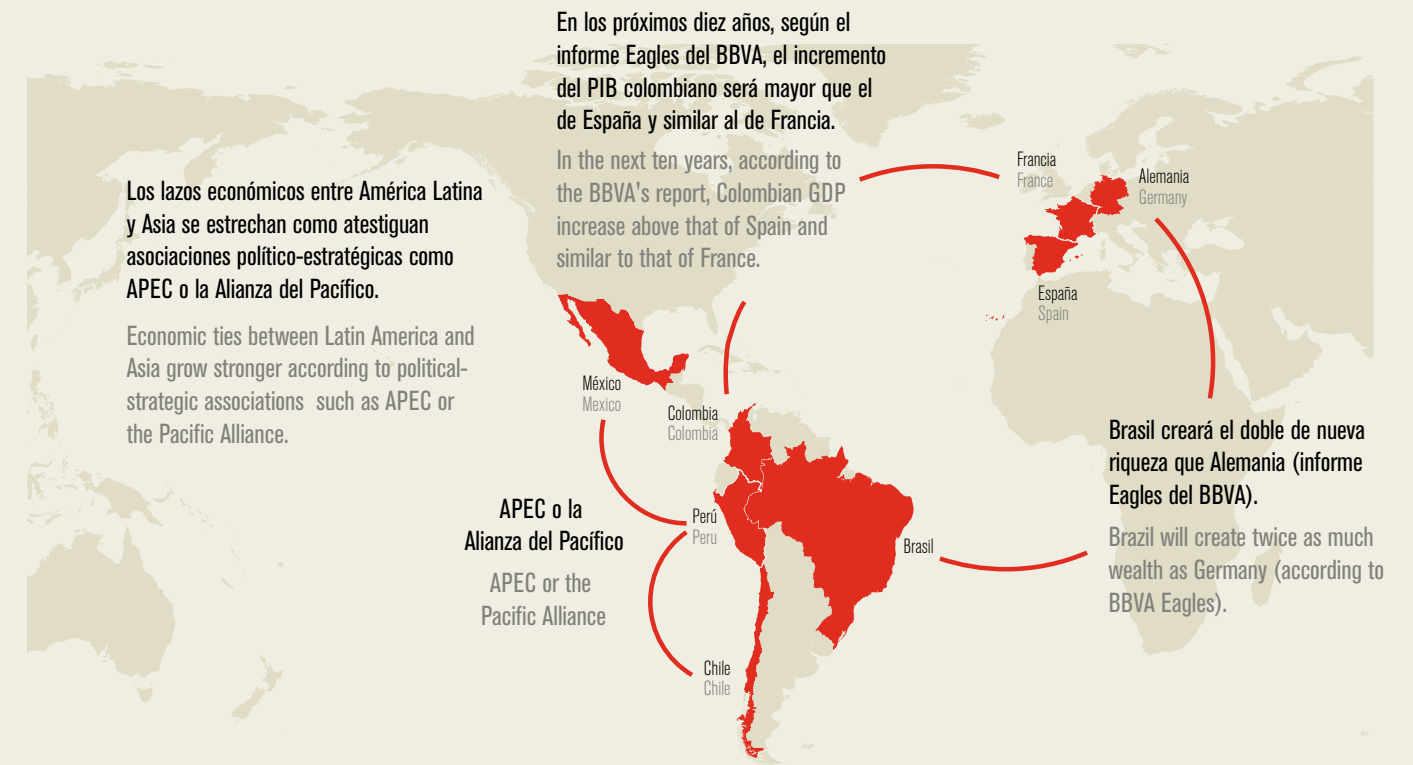 En los próximos diez años, según el
informe Eagles del BBVA, el incremento
del PIB colombiano será mayor que el
de España y similar al de Francia.
In the next ten years, according to
the BBVA's report, Colombian GDP
increase above that of Spain and
similar to that of France.
Los lazos económicos entre América Latina
y Asia se estrechan como atestiguan
asociaciones político-estratégicas como
APEC o la Alianza del Pacífico.
Economic ties between Latin America and
Asia grow stronger according to political-
strategic associations such as APEC or
the Pacific Alliance.
Francia
France
Alemania
Germany
España
Spain
México
Mexico
Colombia
Colombia
Brasil creará el doble de nueva
riqueza que Alemania (informe
Eagles del BBVA).
Brazil will create twice as much
wealth as Germany (according to
BBVA Eagles).
APEC o la
Alianza del Pacífico
APEC or the
Pacific Alliance
Perú
Peru
Brasil
Chile
Chile